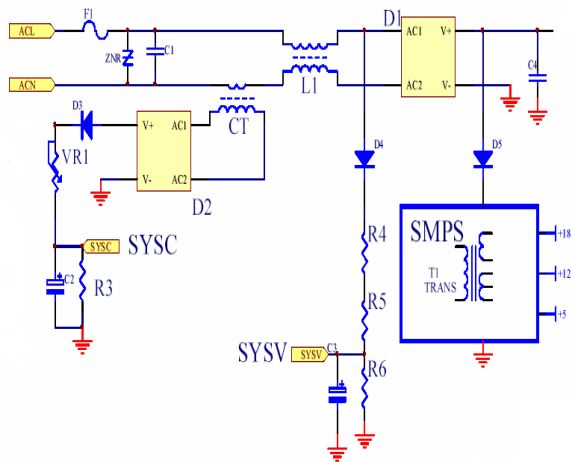 F1
D1
ACL
AC1 V+
ZNR
C1
ACN
AC2 V-
C4
L1
D3
V+ AC1
CT
VR1
V- AC2
D2
D4
D5
SYSC
SYSC
C2
R3
R4
SMPS
+18
T1
TRANS
+12
R5
+5
SYSV
SYSV
C3
R6